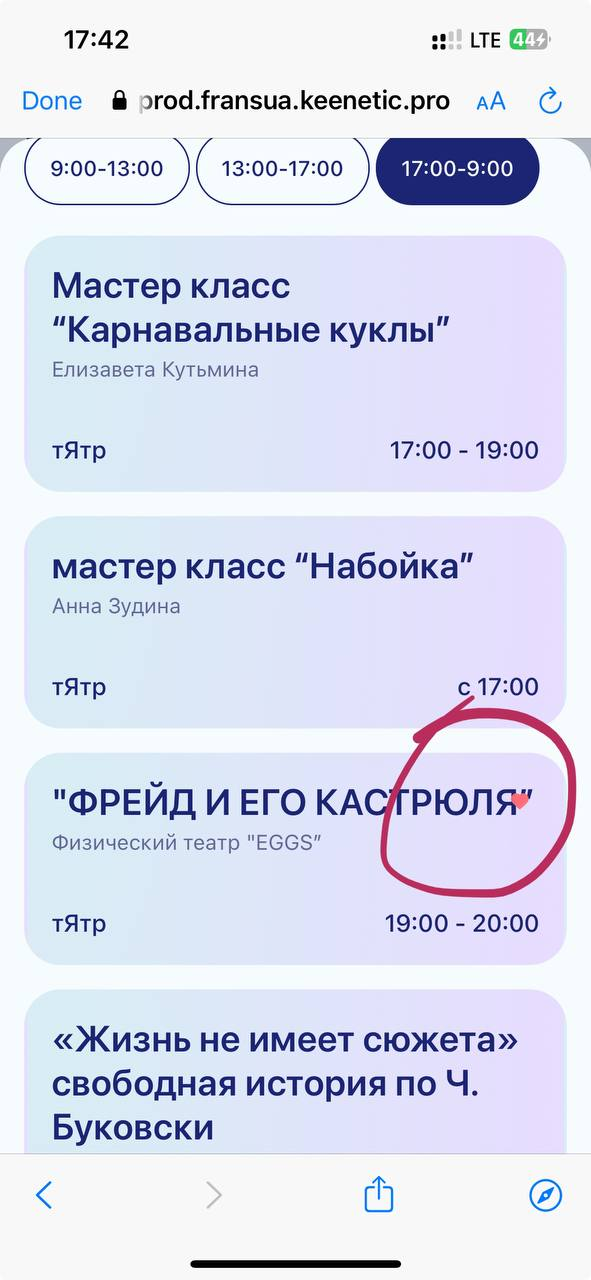 17:42
LTE
44
Done
prod.fransua.keenetic.pro
AA
9:00-13:00
13:00-17:00
17:00-9:00
Мастер класс
“Карнавальные куклы”
Елизавета Кутьмина
тЯтр
17:00 - 19:00
мастер класс “Набойка”
Анна Зудина
тЯтр
с 17:00
"ФРЕЙД И ЕГО КАСТРЮЛЯ”
Физический театр "EGGS”
тЯтр
19:00 - 20:00
«Жизнь не имеет сюжета»
свободная история по Ч.
Буковски